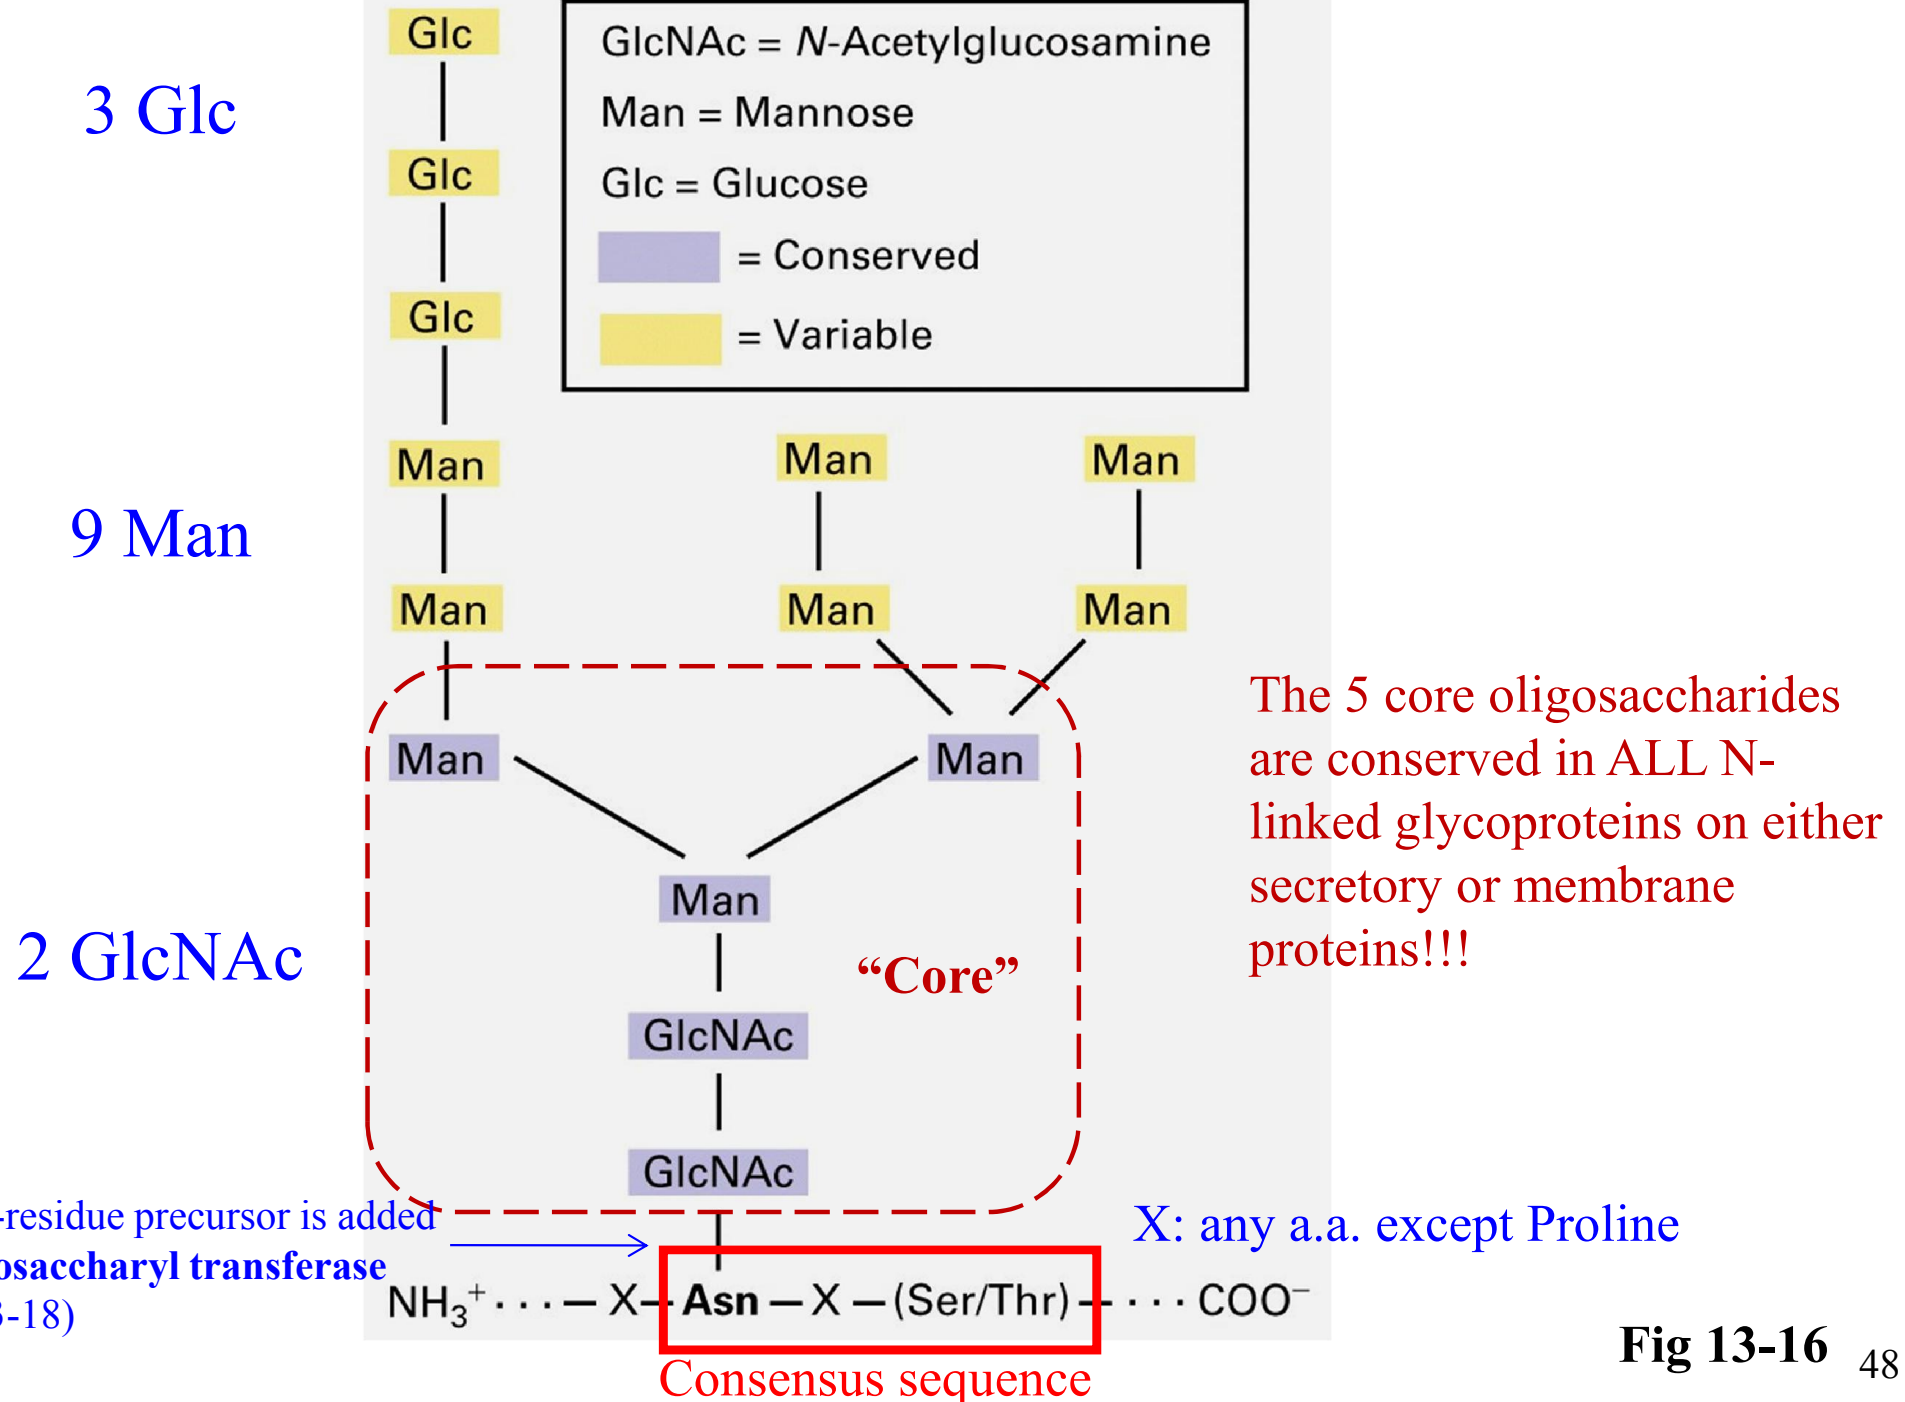 3 Glc
Glc
GlcNAc = N-Acetylglucosamine
Man = Mannose
Glc
Glc = Glucose
= Conserved
Glc
= Variable
9 Man
Man
Man
Man
Man
Man
Man
Man
Man
Man
The 5 core oligosaccharides
are conserved in ALL N-
linked glycoproteins on either
secretory or membrane
proteins!!!
2 GlcNAc
“Core”
GlcNAc
GlcNAc
-residue precursor is added
osaccharyl transferase
-18)
X: any a.a. except Proline
NH₃⁺ · · · — X — Asn — X — (Ser/Thr) — · · · COO⁻
Consensus sequence
Fig 13-16
48